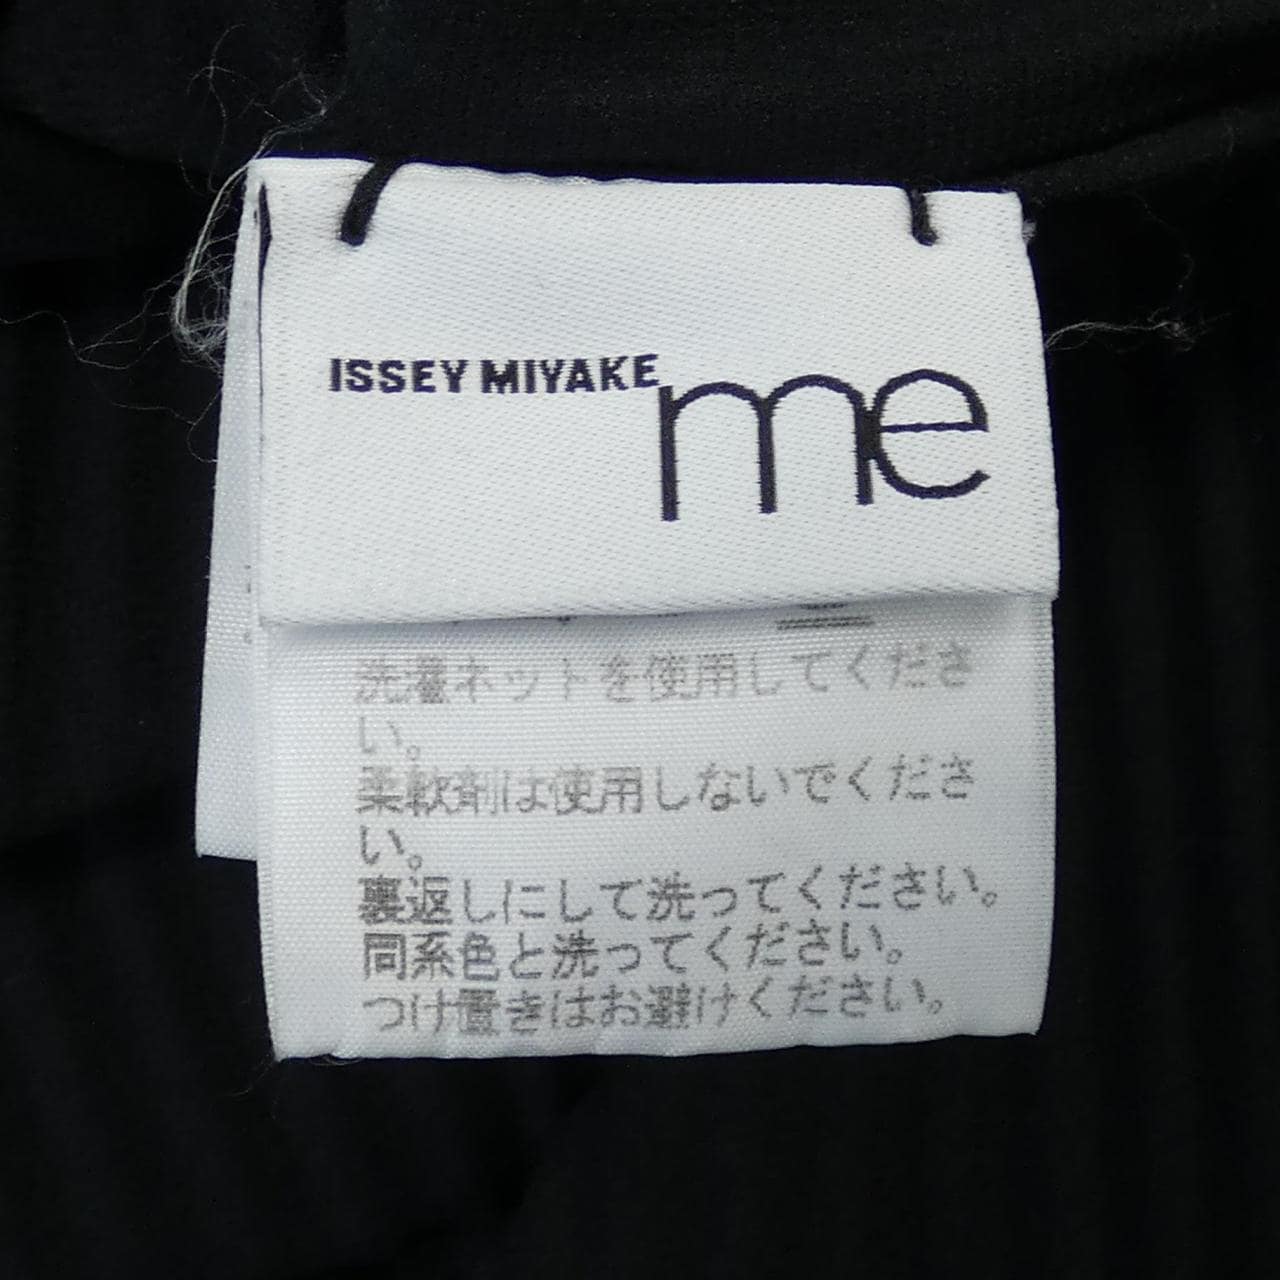 ISSEY MIYAKE me
洗濯ネットを使用してくださ
い。
柔軟剤は使用しないでくださ
い。
裏返しにして洗ってください。
同系色と洗ってください。
つけ置きはお避けください。